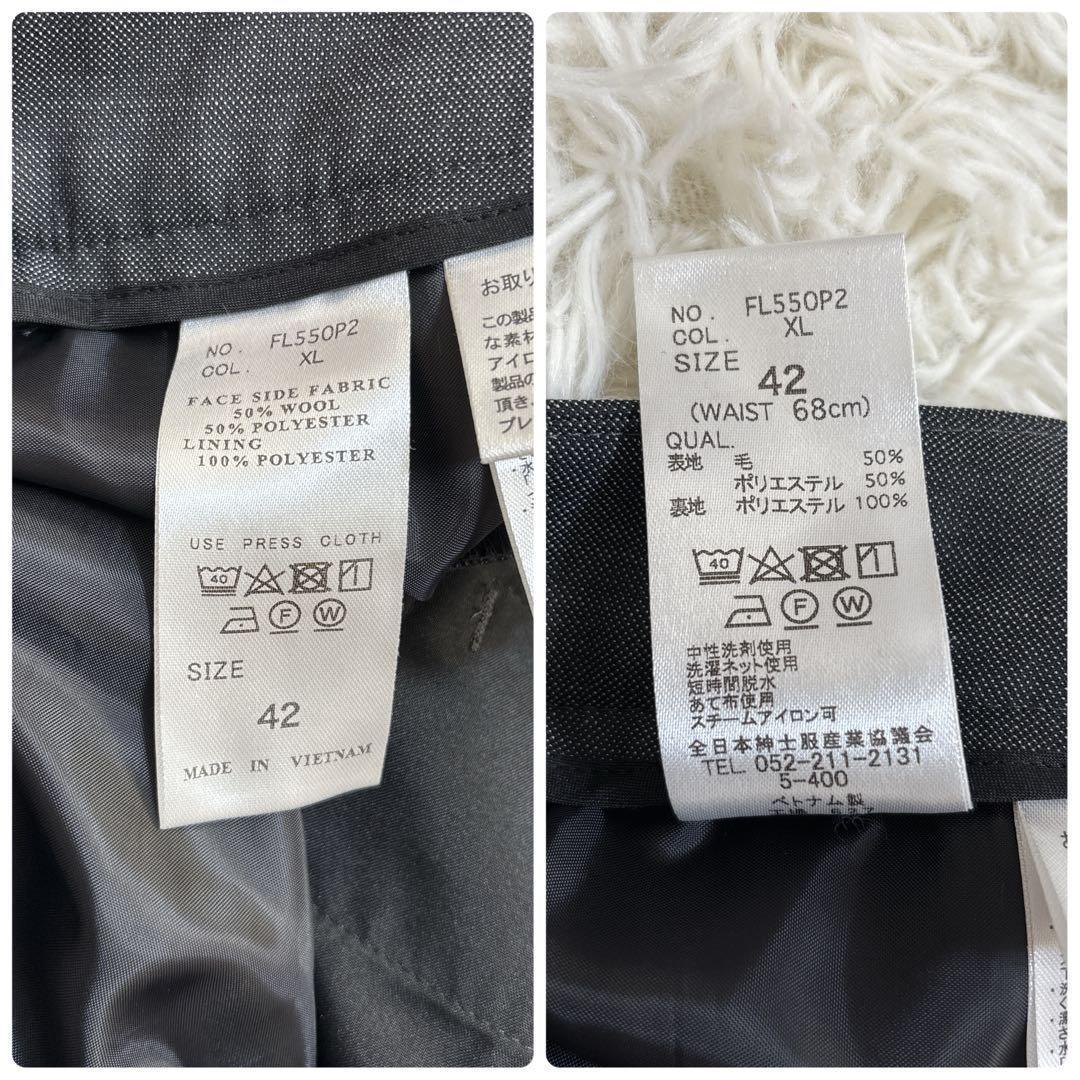 NO. FL550P2
COL. XL
FACE SIDE FABRIC
50% WOOL
50% POLYESTER
LINING
100% POLYESTER
USE PRESS CLOTH
40
F W
SIZE
42
MADE IN VIETNAM
お取り
この製品
な素材
アイロ
製品の
頂き、
プレ
NO. FL550P2
COL. XL
SIZE
42
(WAIST 68cm)
QUAL.
表地 毛 50%
ポリエステル 50%
裏地 ポリエステル 100%
40
F W
中性洗剤使用
洗濯ネット使用
短時間脱水
あて布使用
スチームアイロン可
全日本紳士服産業協議会
TEL. 052-211-2131
5-400
ベトナム製